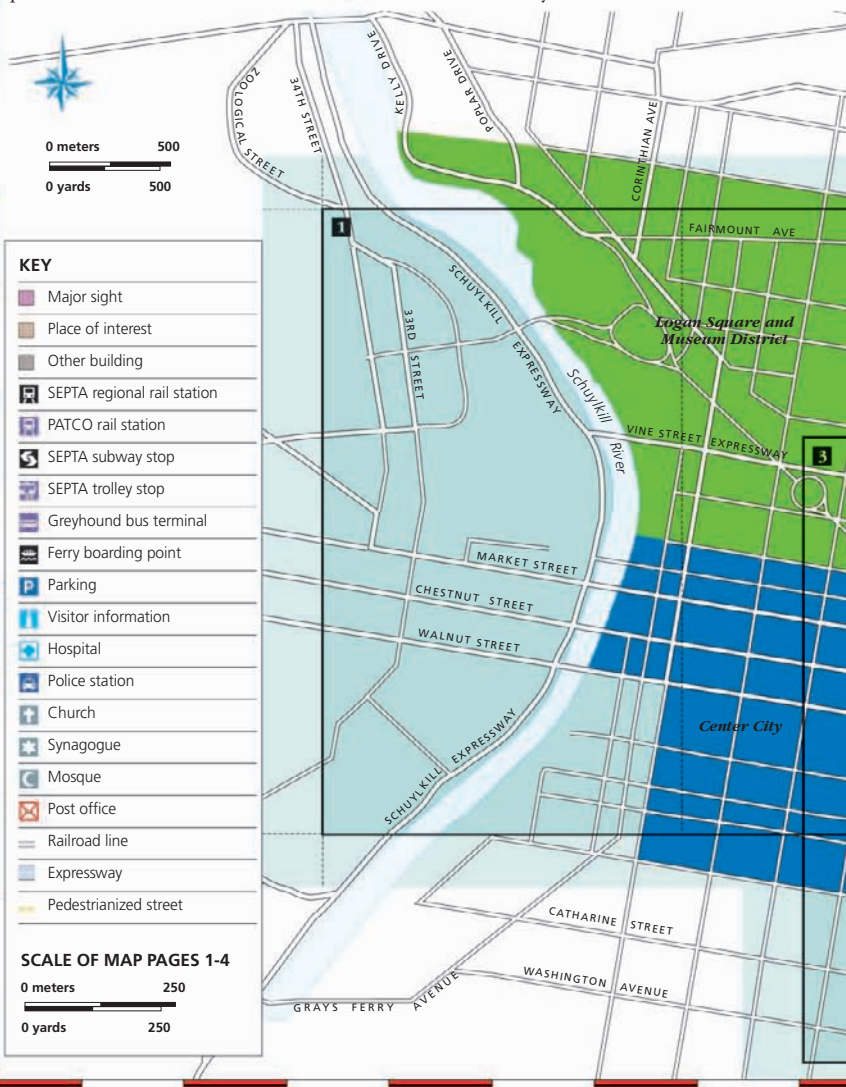 ZOOLOGICAL STREET
34TH STREET
KELLY DRIVE
POPLAR DRIVE
CORINTHIAN AVE
0 meters 500
0 yards 500
1
FAIRMOUNT AVE
KEY
Major sight
Place of interest
Other building
SEPTA regional rail station
PATCO rail station
SEPTA subway stop
SEPTA trolley stop
Greyhound bus terminal
Ferry boarding point
P Parking
Visitor information
Hospital
Police station
Church
Synagogue
Mosque
Post office
Railroad line
Expressway
Pedestrianized street
SCALE OF MAP PAGES 1-4
0 meters 250
0 yards 250
SCHUYLKILL EXPRESSWAY
33RD STREET
Logan Square and
Museum District
Schuylkill River
VINE STREET EXPRESSWAY
3
MARKET STREET
CHESTNUT STREET
WALNUT STREET
Center City
SCHUYLKILL EXPRESSWAY
CATHARINE STREET
WASHINGTON AVENUE
GRAYS FERRY AVENUE